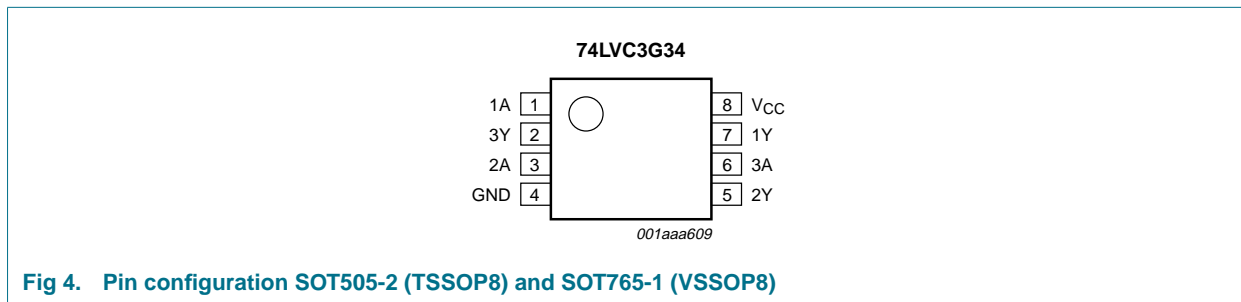 74LVC3G34
1A 1 8 VCC
3Y 2 7 1Y
2A 3 6 3A
GND 4 5 2Y
001aaa609
Fig 4. Pin configuration SOT505-2 (TSSOP8) and SOT765-1 (VSSOP8)